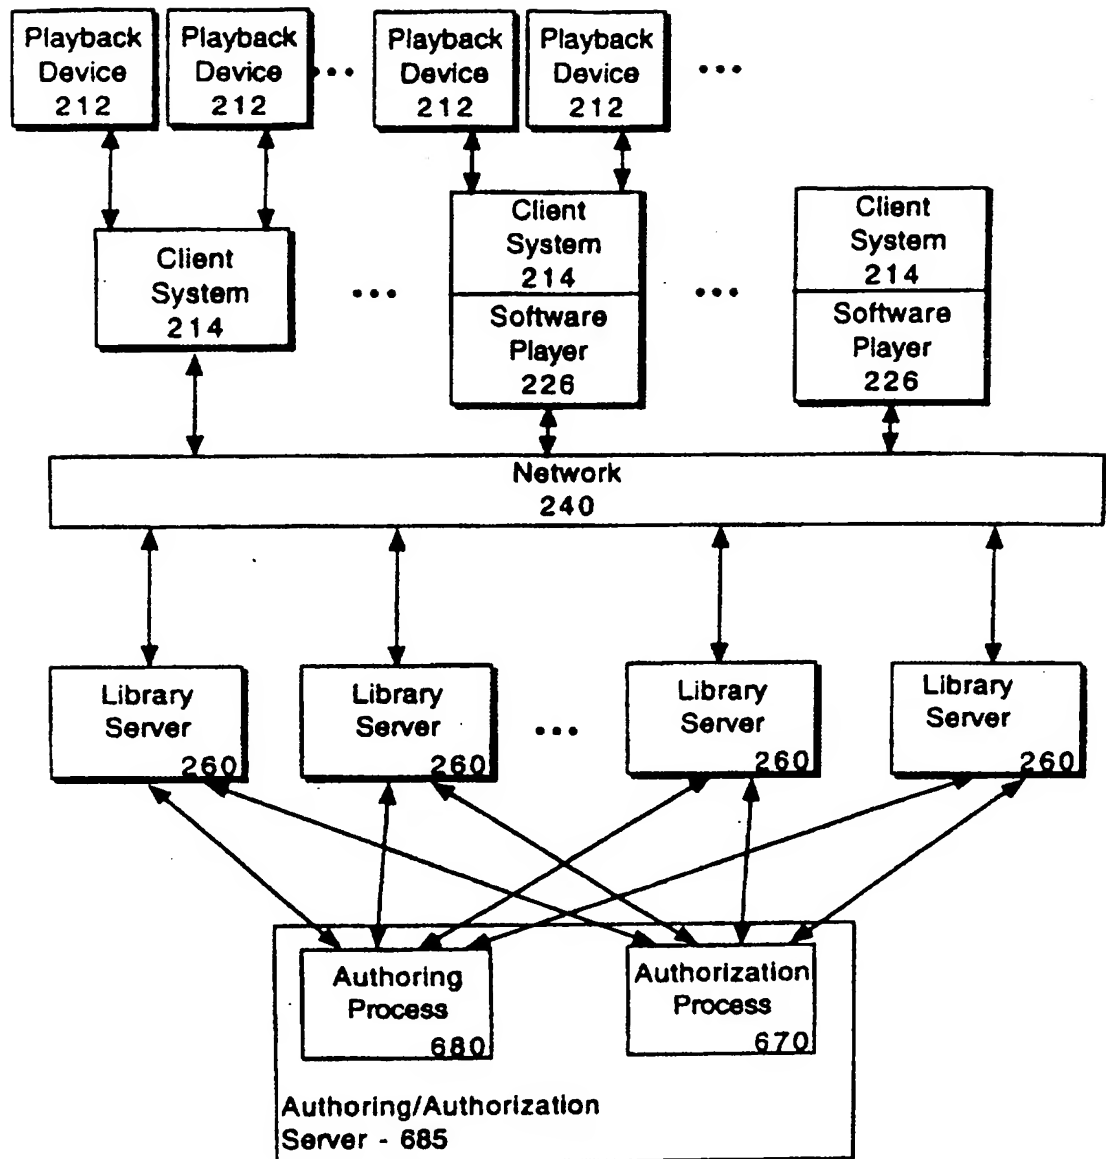 Playback
Device
212
Playback
Device
212
...
Playback
Device
212
Playback
Device
212
...
Client
System
214
...
Client
System
214
Software
Player
226
...
Client
System
214
Software
Player
226
Network
240
Library
Server
260
Library
Server
260
...
Library
Server
260
Library
Server
260
Authoring
Process
680
Authorization
Process
670
Authoring/Authorization
Server - 685